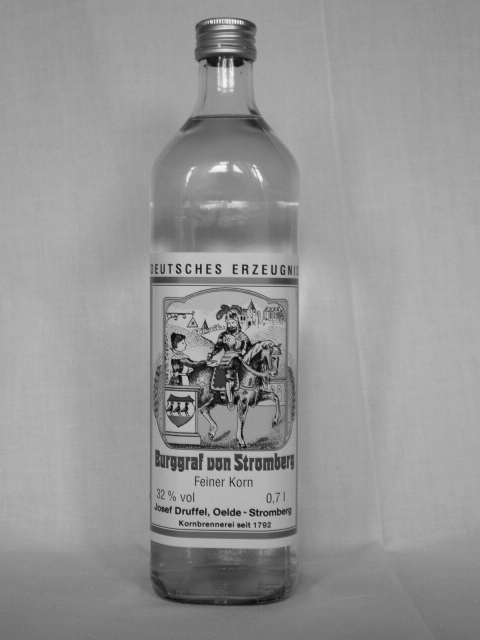 DEUTSCHES ERZEUGNIS
Burggraf von Stromberg
Feiner Korn
32 % vol 0,7 l
Josef Druffel, Oelde - Stromberg
Kornbrennerei seit 1792